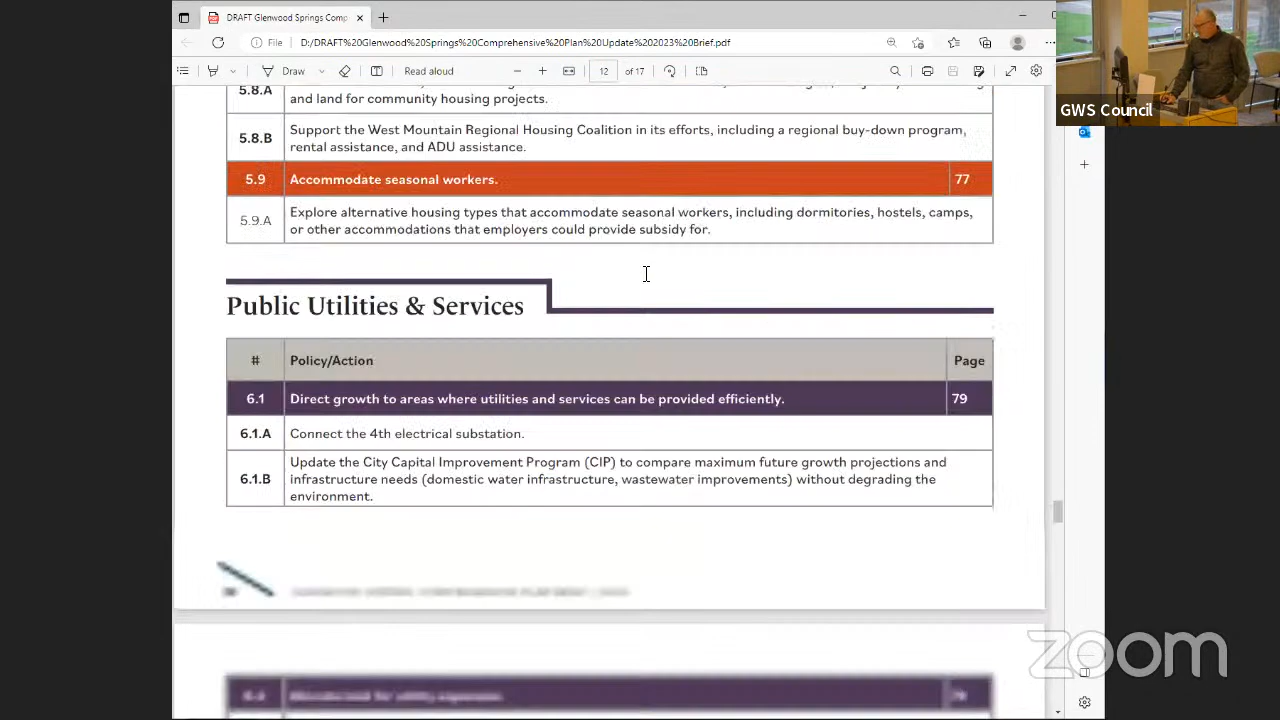 DRAFT Glenwood Springs Comp
File D:/DRAFT%20Glenwood%20Springs%20Comprehensive%20Plan%20Update%202023%20Brief.pdf
Draw
Read aloud
12 of 17
GWS Council
5.8.A
and land for community housing projects.
5.8.B
Support the West Mountain Regional Housing Coalition in its efforts, including a regional buy-down program,
rental assistance, and ADU assistance.
5.9 Accommodate seasonal workers. 77
5.9.A
Explore alternative housing types that accommodate seasonal workers, including dormitories, hostels, camps,
or other accommodations that employers could provide subsidy for.
Public Utilities & Services
# Policy/Action Page
6.1 Direct growth to areas where utilities and services can be provided efficiently. 79
6.1.A Connect the 4th electrical substation.
6.1.B
Update the City Capital Improvement Program (CIP) to compare maximum future growth projections and
infrastructure needs (domestic water infrastructure, wastewater improvements) without degrading the
environment.
zoom